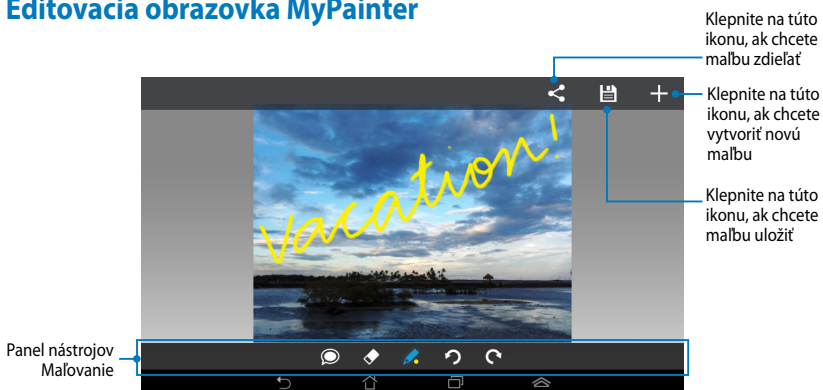 Editovacia obrazovka MyPainter
Klepnite na túto
ikonu, ak chcete
maľbu zdieľať
Klepnite na túto
ikonu, ak chcete
vytvoriť novú
maľbu
Klepnite na túto
ikonu, ak chcete
maľbu uložiť
vacation!
Panel nástrojov
Maľovanie